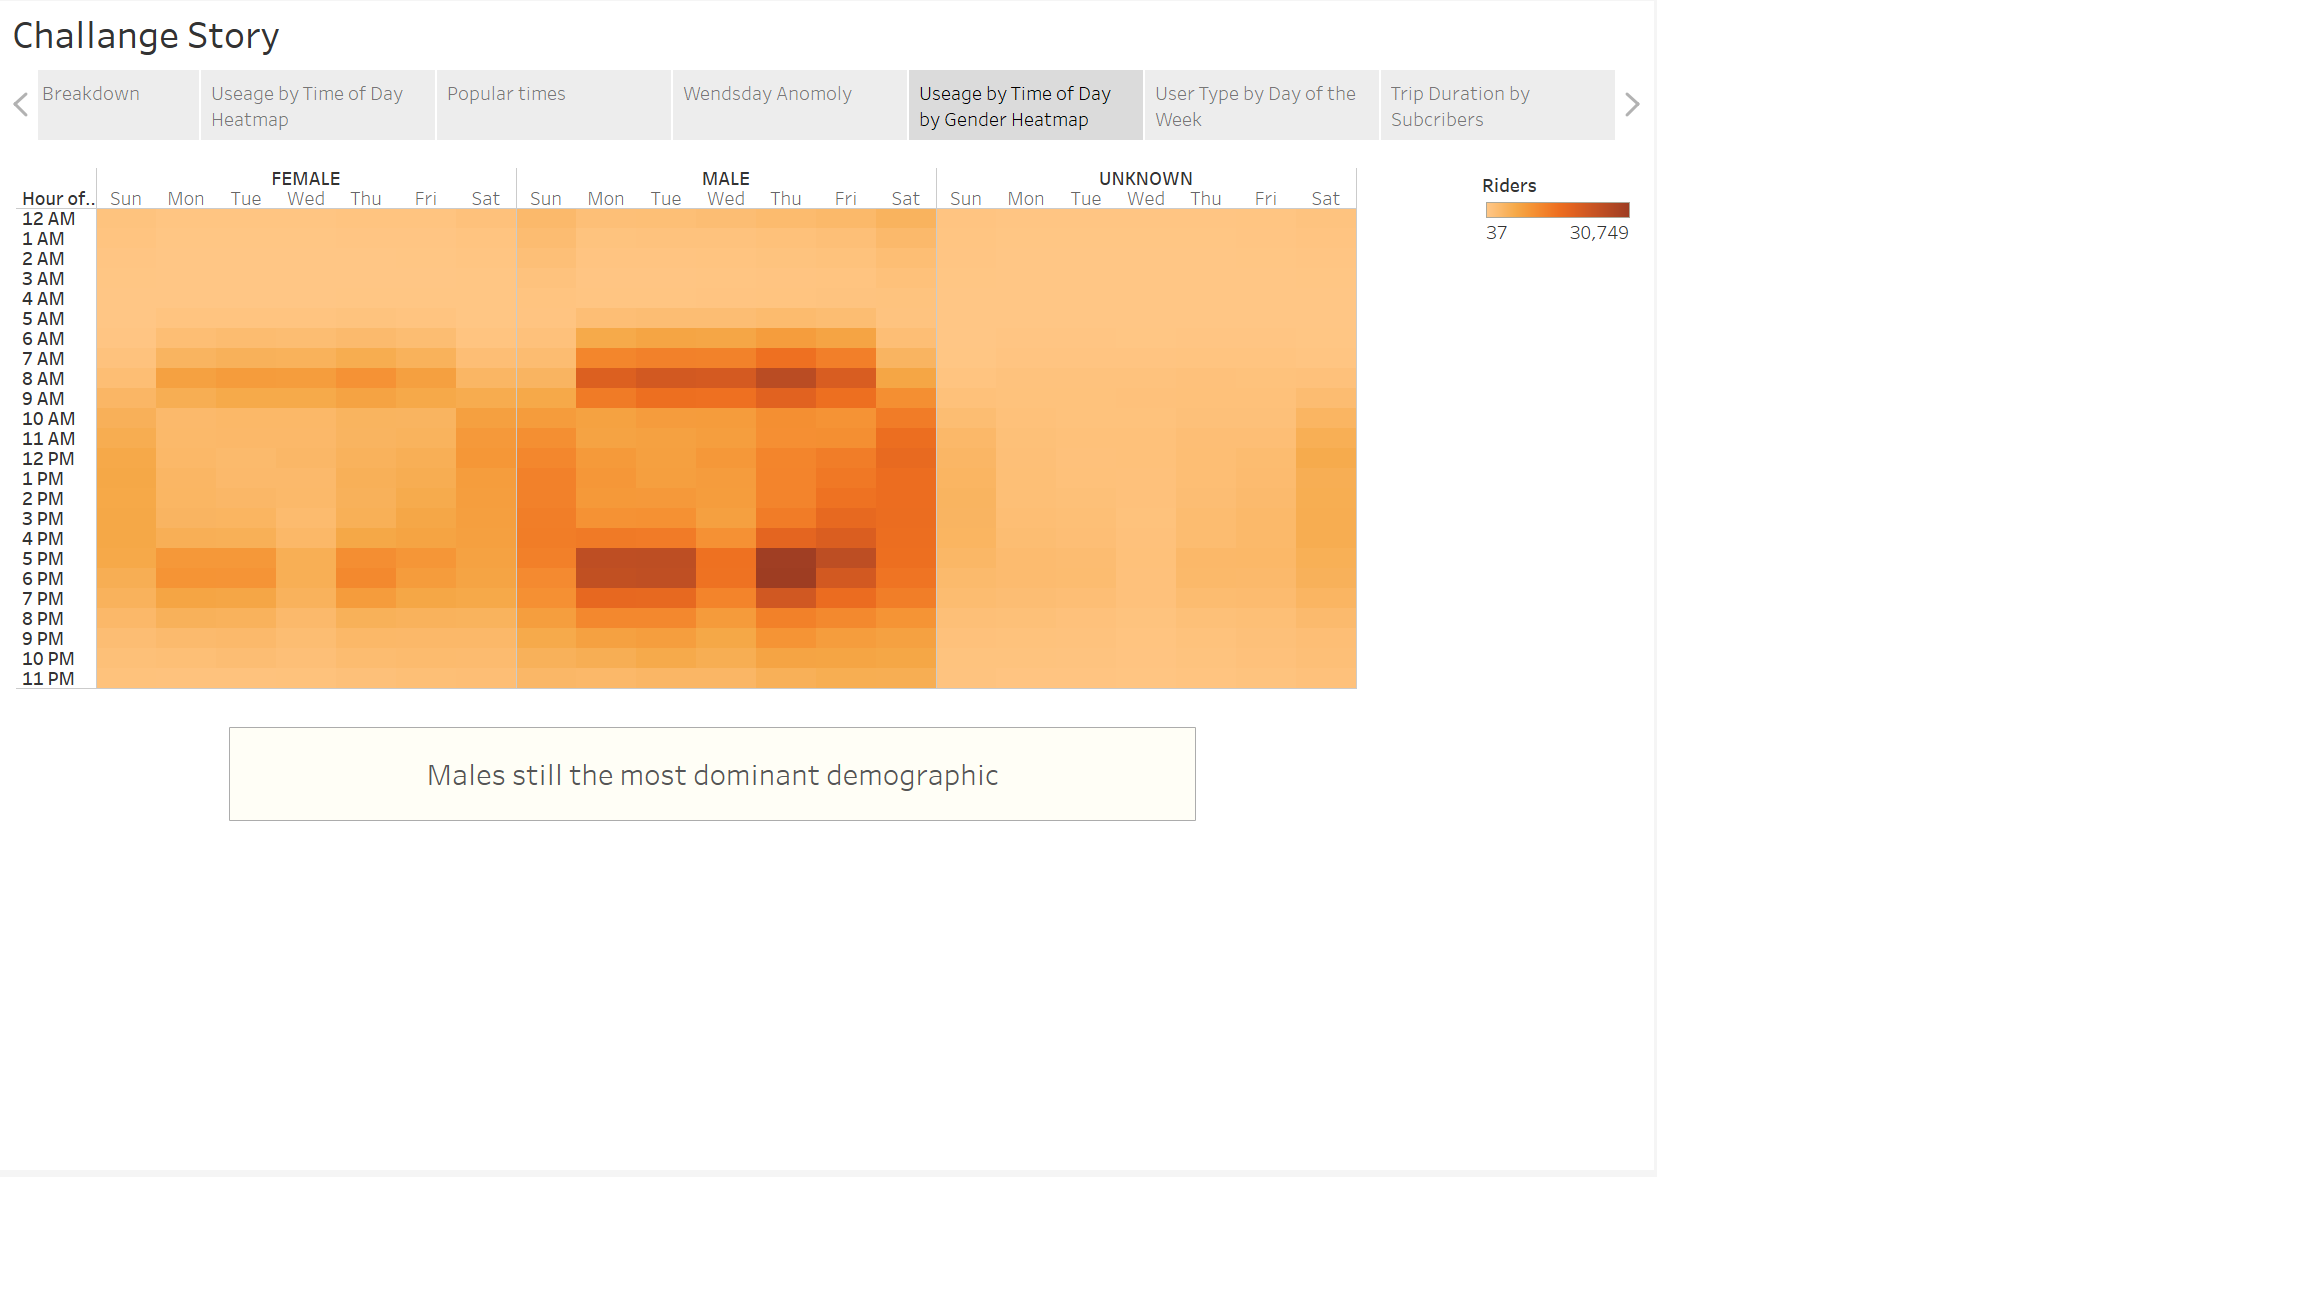 Challange Story
Breakdown
Useage by Time of Day
Heatmap
Popular times
Wendsday Anomoly
Useage by Time of Day
by Gender Heatmap
User Type by Day of the
Week
Trip Duration by
Subcribers
FEMALE MALE UNKNOWN
Hour of.. Sun Mon Tue Wed Thu Fri Sat Sun Mon Tue Wed Thu Fri Sat Sun Mon Tue Wed Thu Fri Sat
12 AM
1 AM
2 AM
3 AM
4 AM
5 AM
6 AM
7 AM
8 AM
9 AM
10 AM
11 AM
12 PM
1 PM
2 PM
3 PM
4 PM
5 PM
6 PM
7 PM
8 PM
9 PM
10 PM
11 PM
Riders
37 30,749
Males still the most dominant demographic